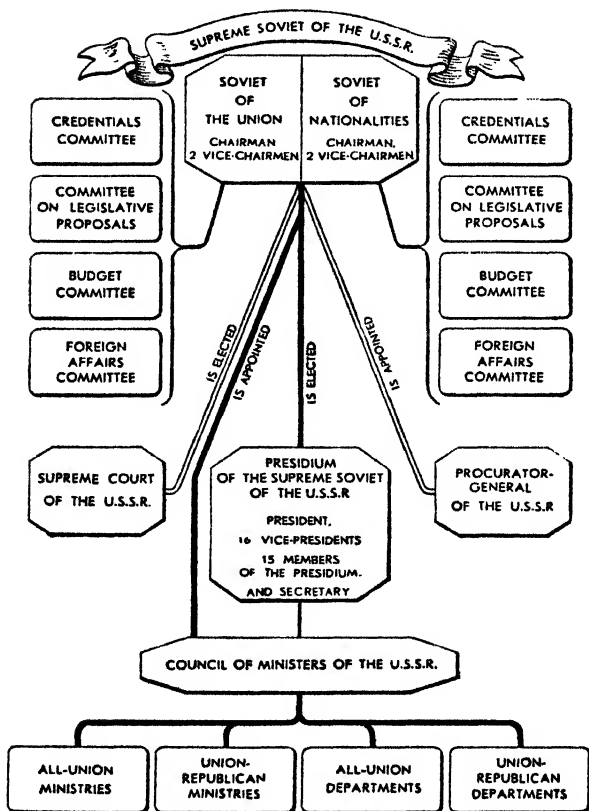 SUPREME SOVIET OF THE U.S.S.R.
SOVIET
OF
THE UNION
CHAIRMAN
2 VICE-CHAIRMEN
SOVIET
OF
NATIONALITIES
CHAIRMAN,
2 VICE-CHAIRMEN
CREDENTIALS
COMMITTEE
COMMITTEE
ON LEGISLATIVE
PROPOSALS
BUDGET
COMMITTEE
FOREIGN
AFFAIRS
COMMITTEE
CREDENTIALS
COMMITTEE
COMMITTEE
ON LEGISLATIVE
PROPOSALS
BUDGET
COMMITTEE
FOREIGN
AFFAIRS
COMMITTEE
IS ELECTED
IS APPOINTED
IS ELECTED
IS APPOINTED
SUPREME COURT
OF THE U.S.S.R.
PRESIDIUM
OF THE SUPREME SOVIET
OF THE U.S.S.R
PRESIDENT,
16 VICE-PRESIDENTS
15 MEMBERS
OF THE PRESIDIUM-
AND SECRETARY
PROCURATOR-
GENERAL
OF THE U.S.S.R
COUNCIL OF MINISTERS OF THE U.S.S.R.
ALL-UNION
MINISTRIES
UNION-
REPUBLICAN
MINISTRIES
ALL-UNION
DEPARTMENTS
UNION-
REPUBLICAN
DEPARTMENTS